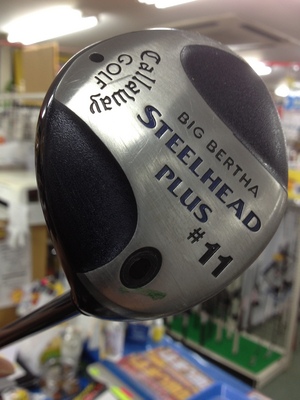 Callaway
GOLF
BIG BERTHA
STEELHEAD
PLUS
#11